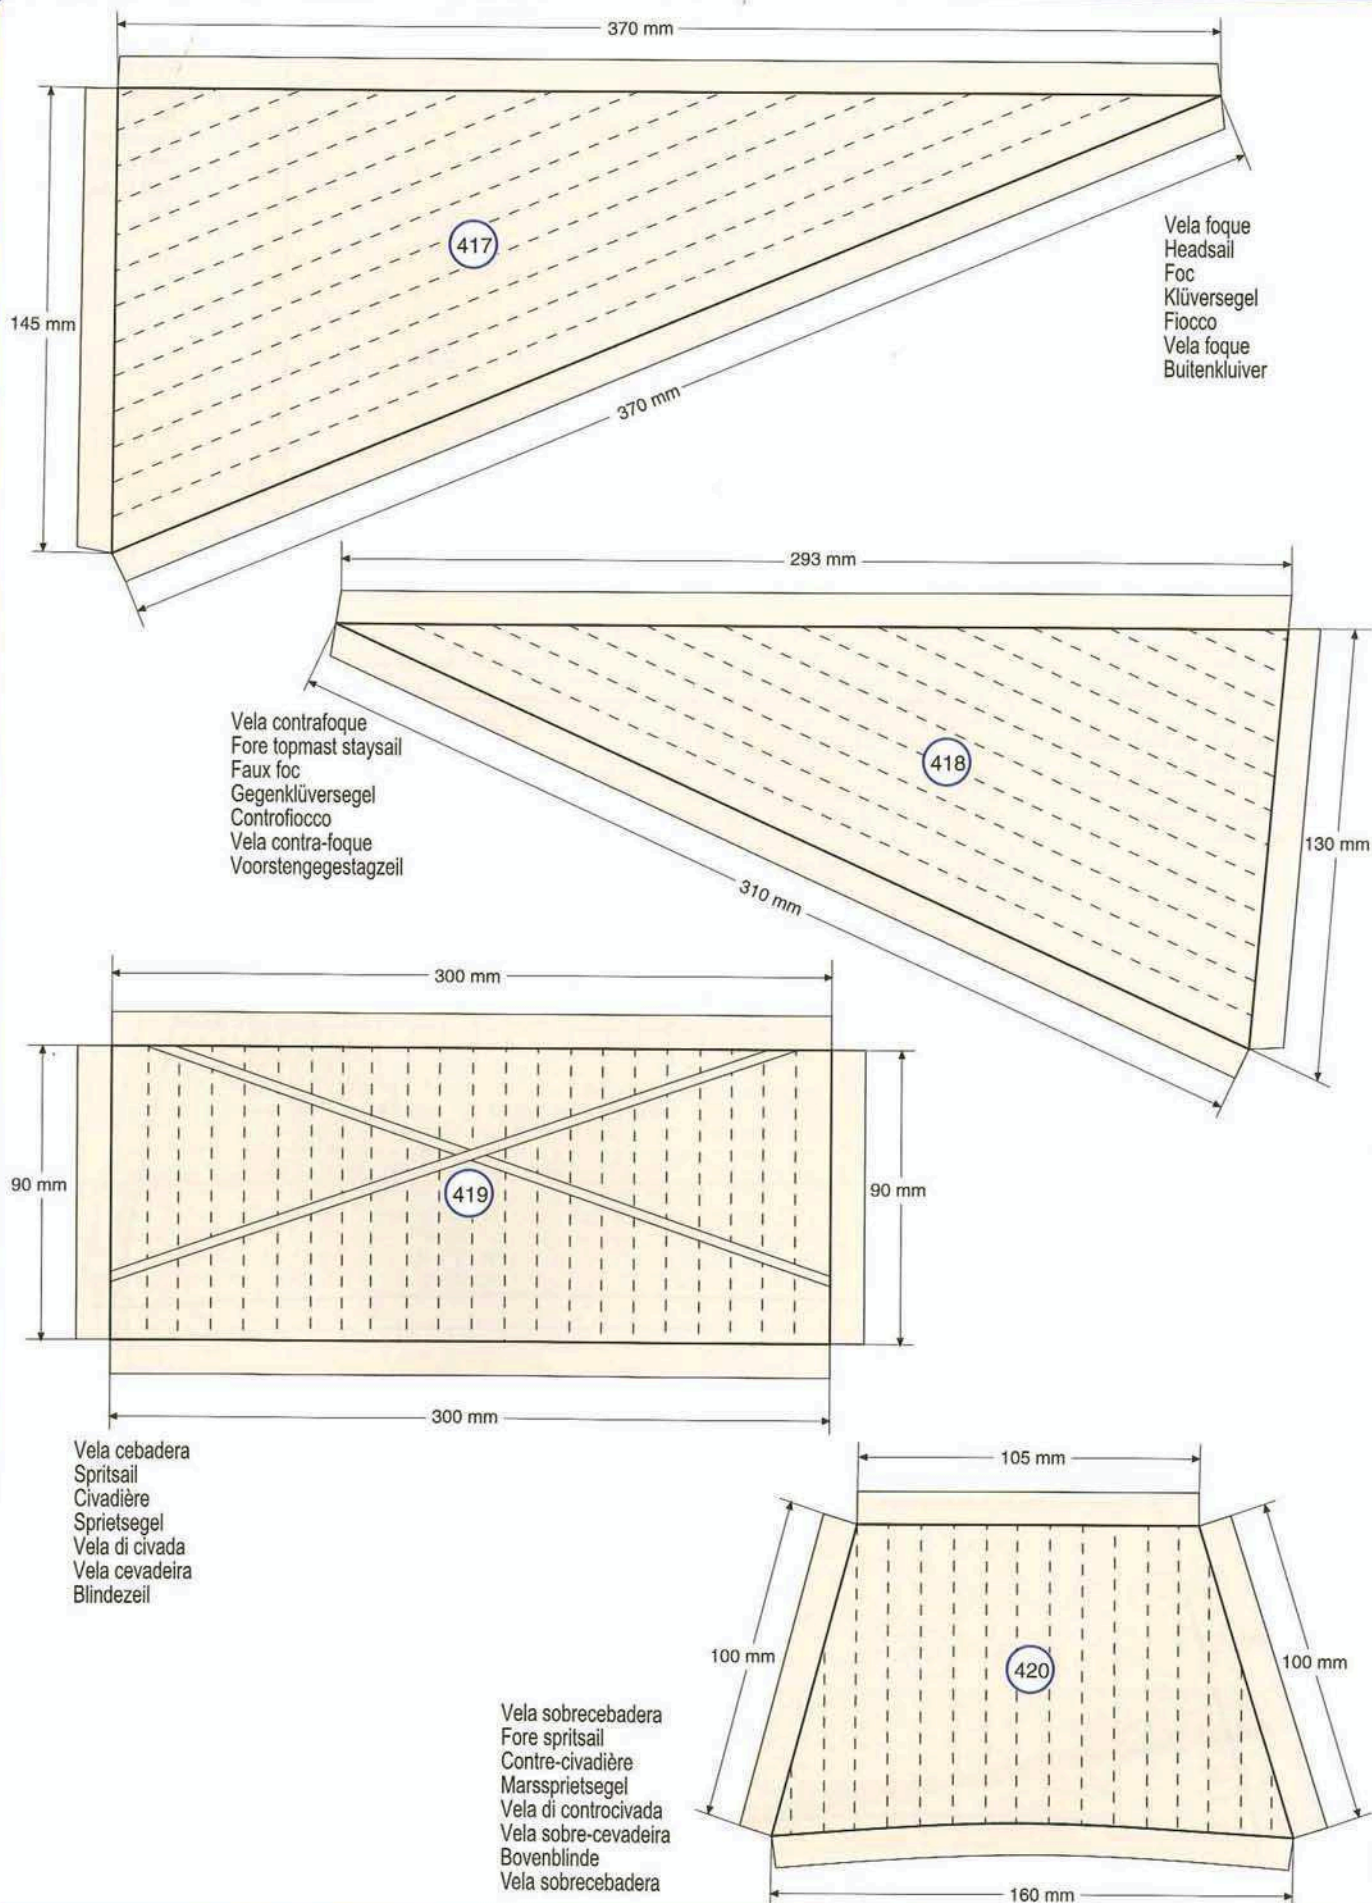 370 mm
417
145 mm
370 mm
Vela foque
Headsail
Foc
Klüversegel
Fiocco
Vela foque
Buitenkluiver
293 mm
418
130 mm
310 mm
Vela contrafoque
Fore topmast staysail
Faux foc
Gegenklüversegel
Controfiocco
Vela contra-foque
Voorstengegestagzeil
300 mm
90 mm
419
90 mm
300 mm
Vela cebadera
Spritsail
Civadière
Sprietsegel
Vela di civada
Vela cevadeira
Blindezeil
105 mm
100 mm
420
100 mm
160 mm
Vela sobrecebadera
Fore spritsail
Contre-civadière
Marssprietsegel
Vela di controcivada
Vela sobre-cevadeira
Bovenblinde
Vela sobrecebadera